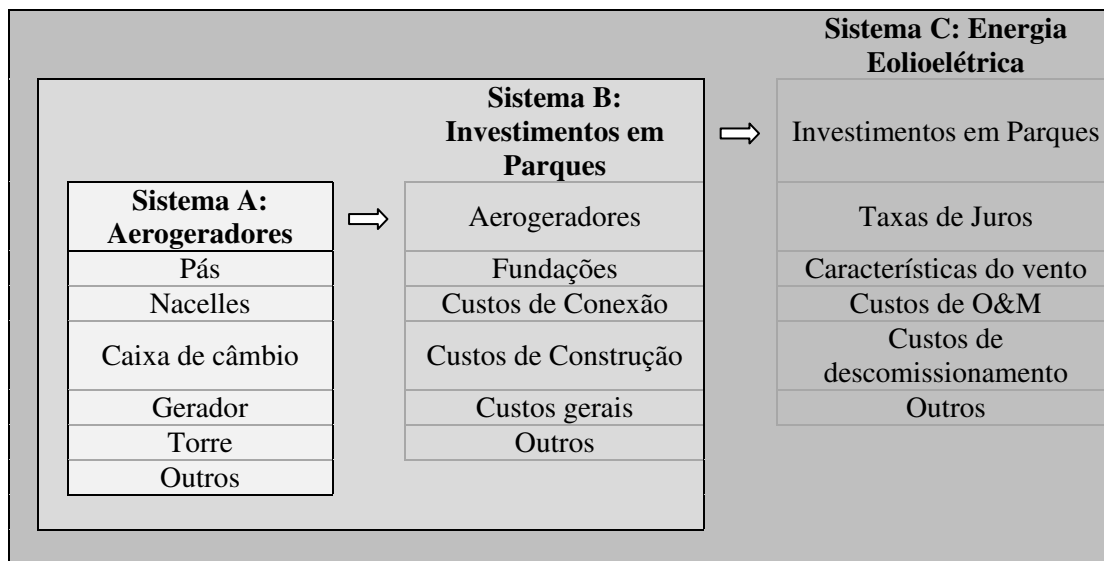 Sistema A:
Aerogeradores
Pás
Nacelles
Caixa de câmbio
Gerador
Torre
Outros
Sistema B:
Investimentos em
Parques
Aerogeradores
Fundações
Custos de Conexão
Custos de Construção
Custos gerais
Outros
Sistema C: Energia
Eolioelétrica
Investimentos em Parques
Taxas de Juros
Características do vento
Custos de O&M
Custos de
descomissionamento
Outros